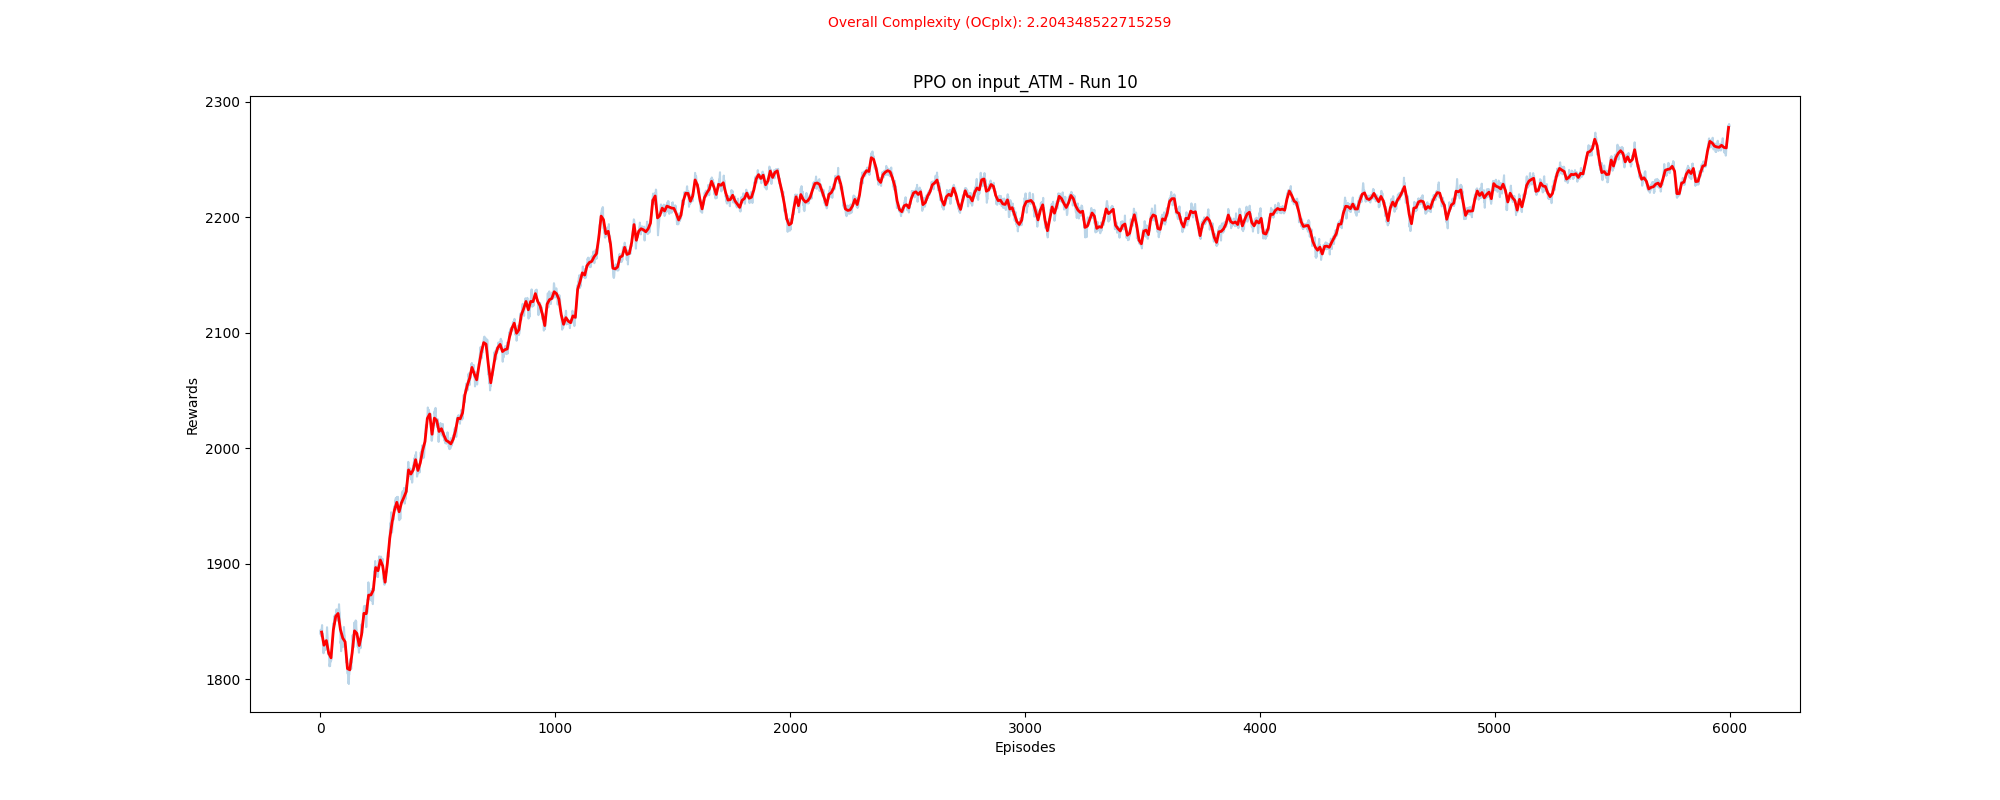 Overall Complexity (OCplx): 2.204348522715259
PPO on input_ATM - Run 10
2300
2200
2100
2000
1900
1800
Rewards
0 1000 2000 3000 4000 5000 6000
Episodes